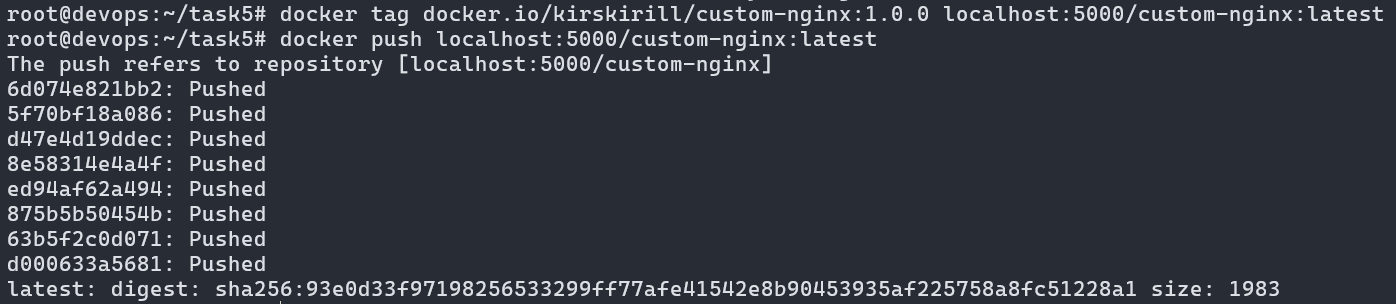 root@devops:~/task5# docker tag docker.io/kirskirill/custom-nginx:1.0.0 localhost:5000/custom-nginx:latest
root@devops:~/task5# docker push localhost:5000/custom-nginx:latest
The push refers to repository [localhost:5000/custom-nginx]
6d074e821bb2: Pushed
5f70bf18a086: Pushed
d47e4d19ddec: Pushed
8e58314e4a4f: Pushed
ed94af62a494: Pushed
875b5b50454b: Pushed
63b5f2c0d071: Pushed
d000633a5681: Pushed
latest: digest: sha256:93e0d33f97198256533299ff77afe41542e8b90453935af225758a8fc51228a1 size: 1983